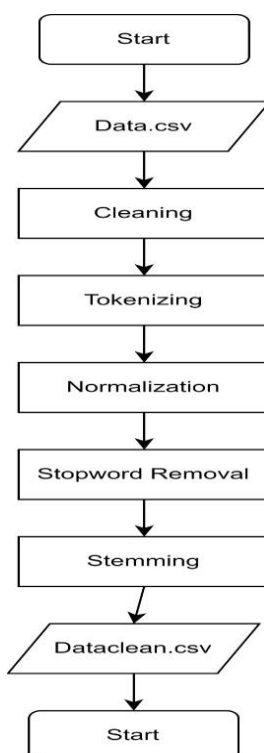 Start
Data.csv
Cleaning
Tokenizing
Normalization
Stopword Removal
Stemming
Dataclean.csv
Start